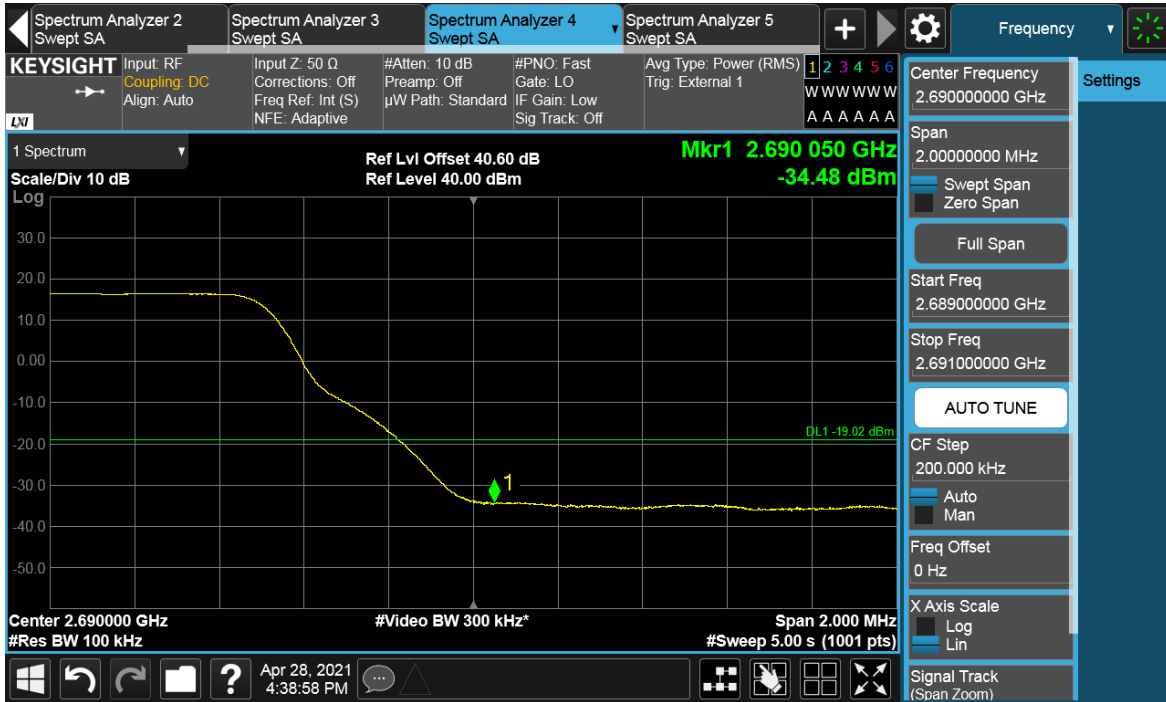 Spectrum Analyzer 2
Swept SA
Spectrum Analyzer 3
Swept SA
Spectrum Analyzer 4
Swept SA
Spectrum Analyzer 5
Swept SA
+
Frequency
KEYSIGHT
LXI
Input: RF
Coupling: DC
Align: Auto
Input Z: 50 Ω
Corrections: Off
Freq Ref: Int (S)
NFE: Adaptive
#Atten: 10 dB
Preamp: Off
µW Path: Standard
#PNO: Fast
Gate: LO
IF Gain: Low
Sig Track: Off
Avg Type: Power (RMS)
Trig: External 1
1 2 3 4 5 6
W W W W W W
A A A A A A
1 Spectrum
Scale/Div 10 dB
Log
Ref Lvl Offset 40.60 dB
Ref Level 40.00 dBm
Mkr1 2.690 050 GHz
-34.48 dBm
30.0
20.0
10.0
0.00
-10.0
-20.0
-30.0
-40.0
-50.0
DL1 -19.02 dBm
1
Center 2.690000 GHz
#Res BW 100 kHz
#Video BW 300 kHz*
Span 2.000 MHz
#Sweep 5.00 s (1001 pts)
Center Frequency
2.690000000 GHz
Span
2.00000000 MHz
Swept Span
Zero Span
Full Span
Start Freq
2.689000000 GHz
Stop Freq
2.691000000 GHz
AUTO TUNE
CF Step
200.000 kHz
Auto
Man
Freq Offset
0 Hz
X Axis Scale
Log
Lin
Signal Track
(Span Zoom)
Settings
?
Apr 28, 2021
4:38:58 PM